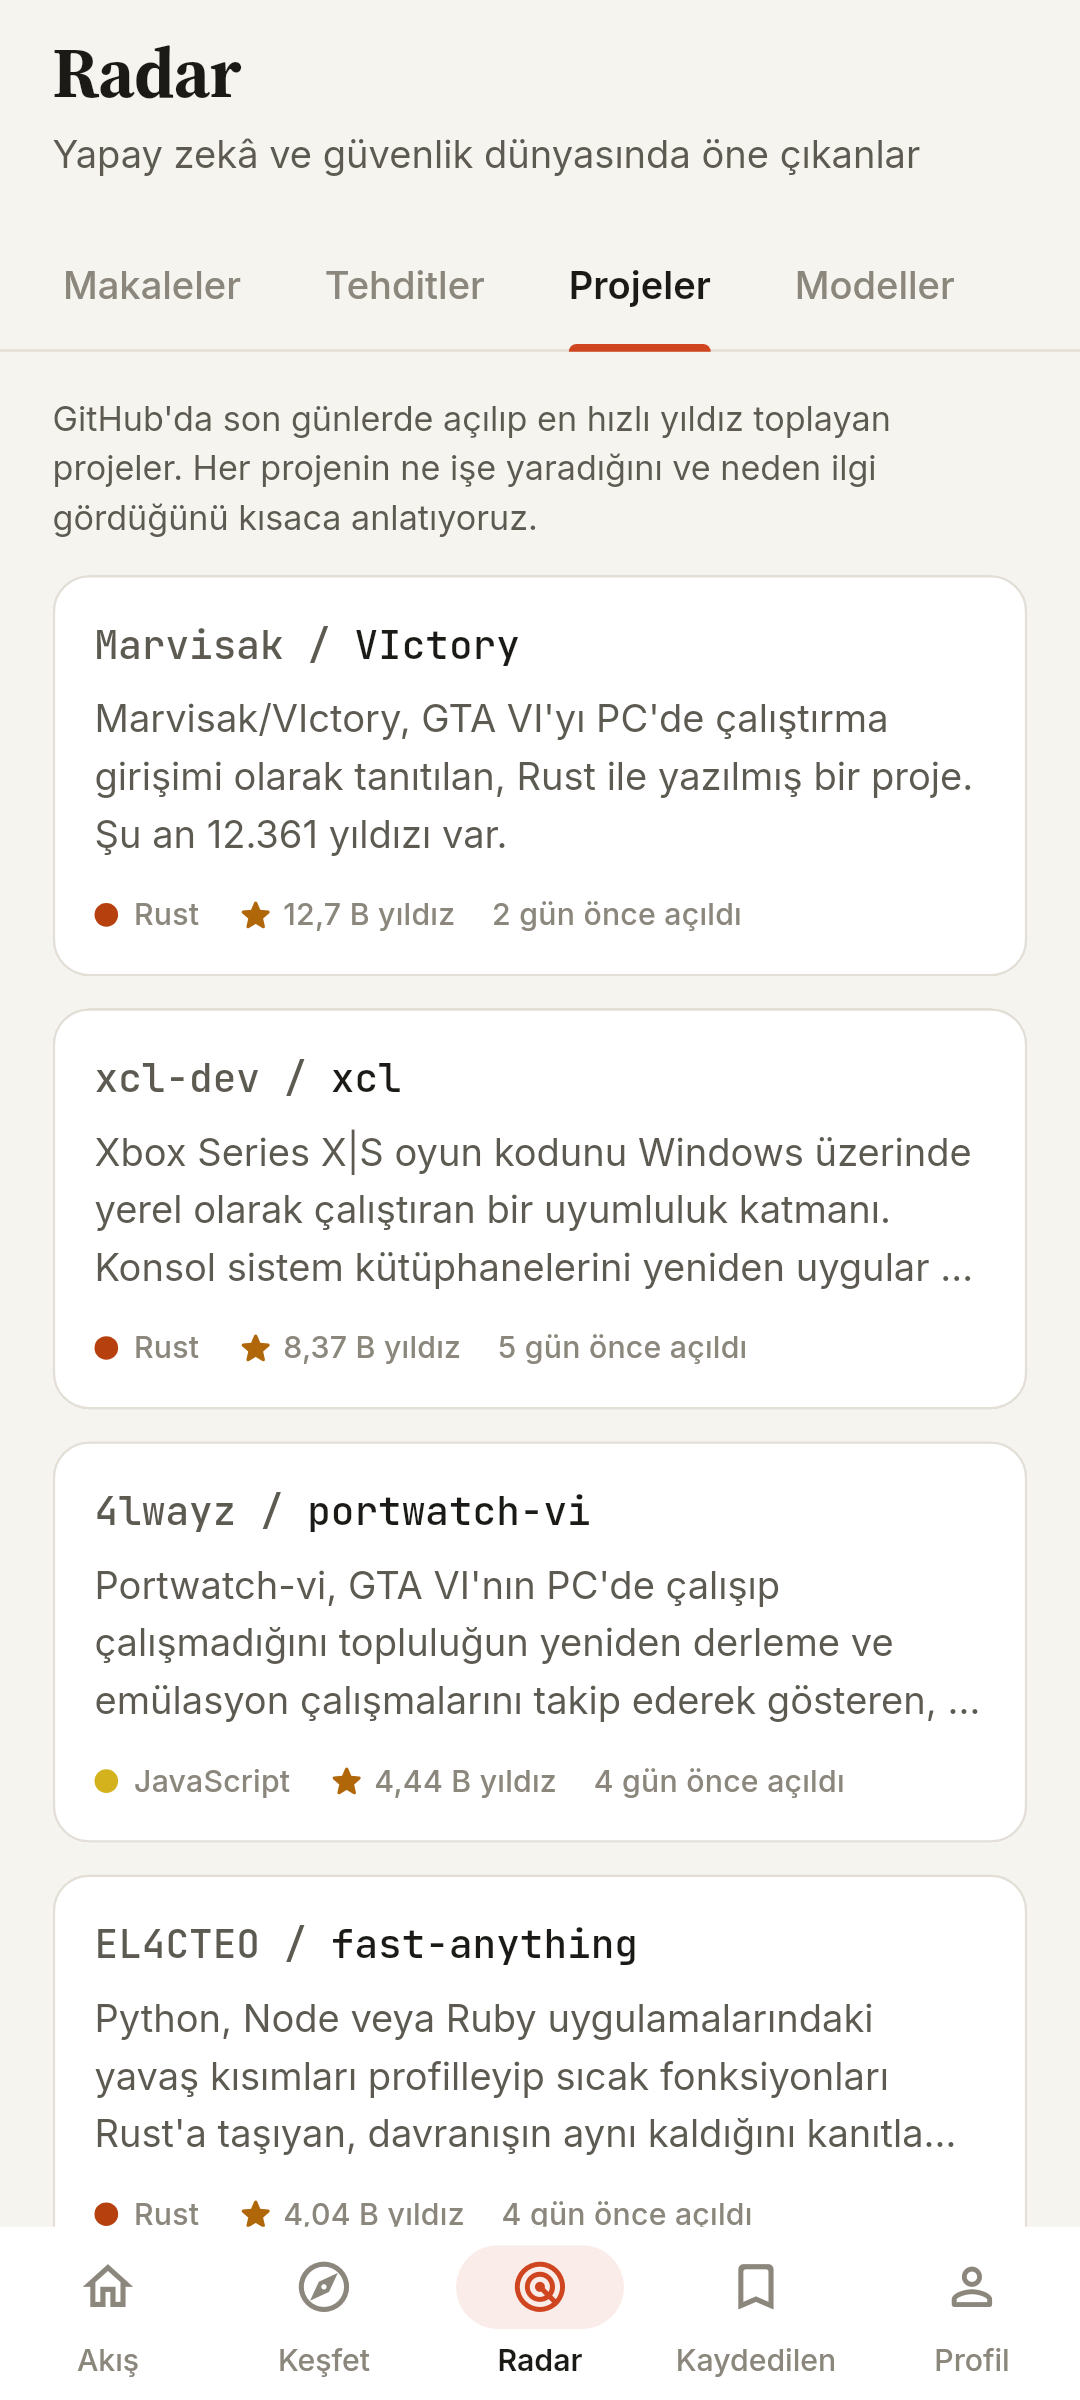 Radar
Yapay zekâ ve güvenlik dünyasında öne çıkanlar
Makaleler Tehditler Projeler Modeller
GitHub'da son günlerde açılıp en hızlı yıldız toplayan
projeler. Her projenin ne işe yaradığını ve neden ilgi
gördüğünü kısaca anlatıyoruz.
Marvisak / VIctory
Marvisak/VIctory, GTA VI'yı PC'de çalıştırma
girişimi olarak tanıtılan, Rust ile yazılmış bir proje.
Şu an 12.361 yıldızı var.
Rust 12,7 B yıldız 2 gün önce açıldı
xcl-dev / xcl
Xbox Series X|S oyun kodunu Windows üzerinde
yerel olarak çalıştıran bir uyumluluk katmanı.
Konsol sistem kütüphanelerini yeniden uygular ...
Rust 8,37 B yıldız 5 gün önce açıldı
4lwayz / portwatch-vi
Portwatch-vi, GTA VI'nın PC'de çalışıp
çalışmadığını topluluğun yeniden derleme ve
emülasyon çalışmalarını takip ederek gösteren, ...
JavaScript 4,44 B yıldız 4 gün önce açıldı
EL4CTEO / fast-anything
Python, Node veya Ruby uygulamalarındaki
yavaş kısımları profilleyip sıcak fonksiyonları
Rust'a taşıyan, davranışın aynı kaldığını kanıtla...
Rust 4,04 B yıldız 4 gün önce açıldı
Akış Keşfet Radar Kaydedilen Profil